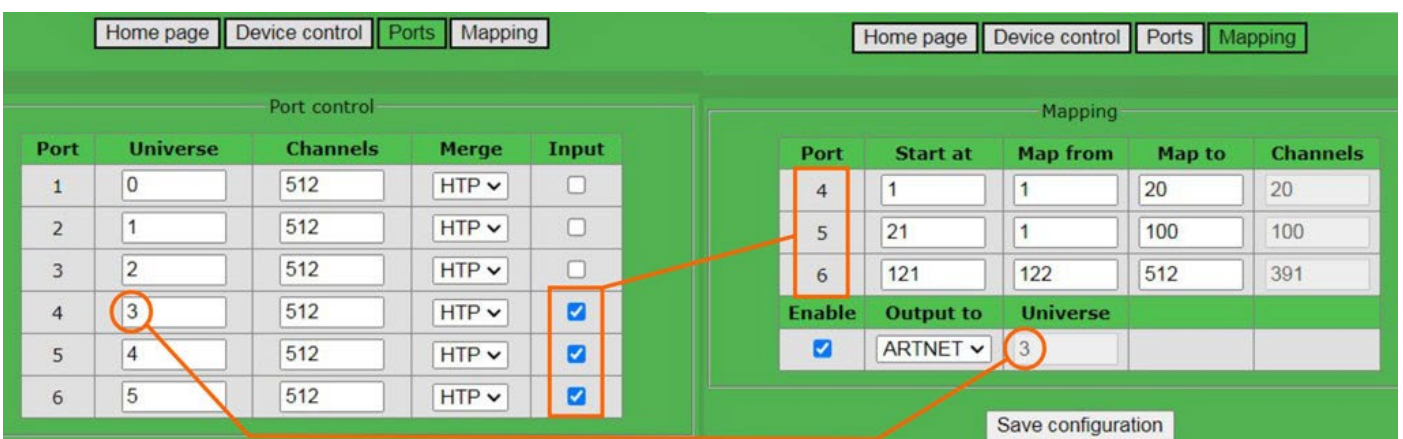 Home page Device control Ports Mapping
Port control
Port Universe Channels Merge Input
1 0 512 HTP
2 1 512 HTP
3 2 512 HTP
4 3 512 HTP
5 4 512 HTP
6 5 512 HTP
Home page Device control Ports Mapping
Mapping
Port Start at Map from Map to Channels
4 1 1 20 20
5 21 1 100 100
6 121 122 512 391
Enable Output to Universe
ARTNET 3
Save configuration